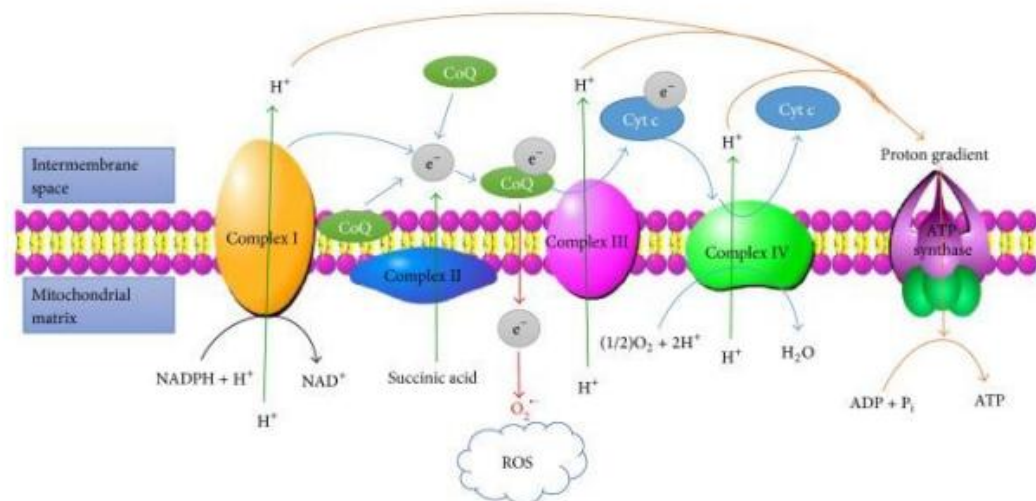 CoQ
H⁺
H⁺
e⁻
Cyt c
Cyt c
H⁺
Intermembrane
space
e⁻
e⁻
CoQ
Proton gradient
Complex I
CoQ
Complex II
Complex III
Complex IV
ATP
synthase
Mitochondrial
matrix
e⁻
(1/2)O₂ + 2H⁺
H⁺
H₂O
NADPH + H⁺
NAD⁺
Succinic acid
H⁺
H⁺
O₂•⁻
ADP + Pᵢ
ATP
ROS